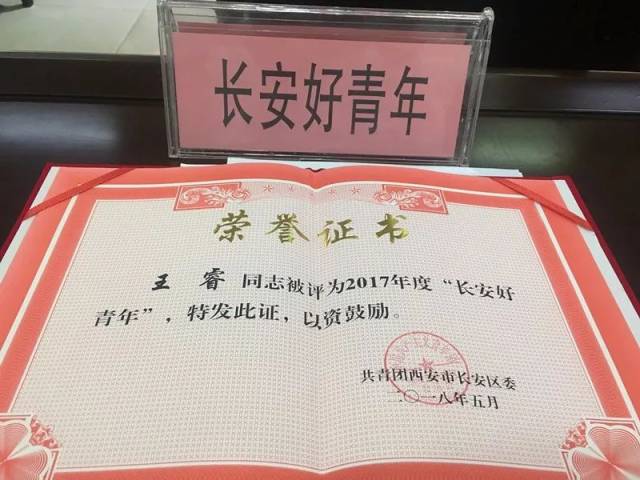 长安好青年
荣誉证书
王 睿 同志被评为2017年度“长安好
青年”，特发此证，以资鼓励。
共青团西安市长安区委
二〇一八年五月